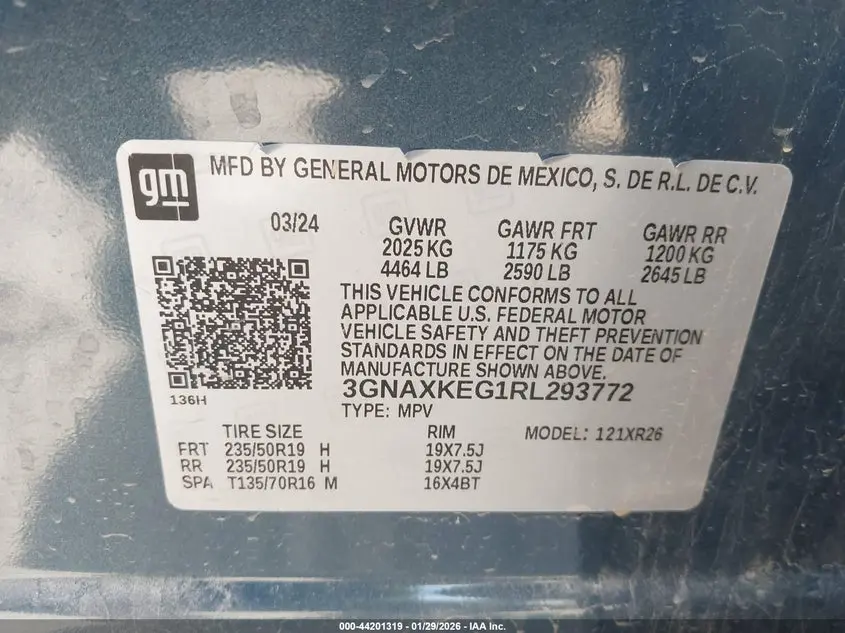 gm
MFD BY GENERAL MOTORS DE MEXICO, S. DE R.L. DE C.V.
03/24 GVWR GAWR FRT GAWR RR
2025 KG 1175 KG 1200 KG
4464 LB 2590 LB 2645 LB
THIS VEHICLE CONFORMS TO ALL
APPLICABLE U.S. FEDERAL MOTOR
VEHICLE SAFETY AND THEFT PREVENTION
STANDARDS IN EFFECT ON THE DATE OF
MANUFACTURE SHOWN ABOVE.
136H
3GNAXKEG1RL293772
TYPE: MPV
TIRE SIZE RIM MODEL: 121XR26
FRT 235/50R19 H 19X7.5J
RR 235/50R19 H 19X7.5J
SPA T135/70R16 M 16X4BT
000-44201319 - 01/29/2026 - IAA Inc.